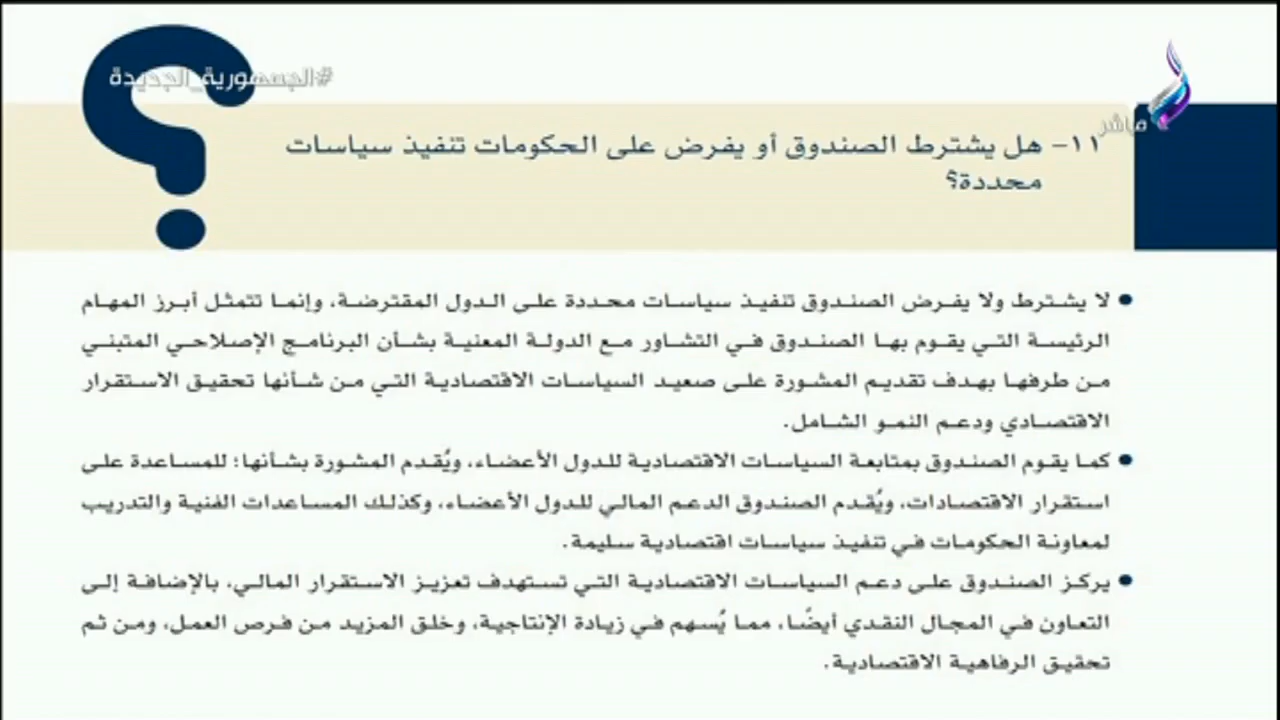 #الجمهورية_الجديدة
مباشر
١١- هل يشترط الصندوق أو يفرض على الحكومات تنفيذ سياسات
محددة؟
• لا يشترط ولا يفرض الصندوق تنفيذ سياسات محددة على الدول المقترضة، وإنما تتمثل أبرز المهام
الرئيسة التي يقوم بها الصندوق في التشاور مع الدولة المعنية بشأن البرنامج الإصلاحي المتبني
من طرفها بهدف تقديم المشورة على صعيد السياسات الاقتصادية التي من شأنها تحقيق الاستقرار
الاقتصادي ودعم النمو الشامل.
• كما يقوم الصندوق بمتابعة السياسات الاقتصادية للدول الأعضاء، ويُقدم المشورة بشأنها؛ للمساعدة على
استقرار الاقتصادات، ويُقدم الصندوق الدعم المالي للدول الأعضاء، وكذلك المساعدات الفنية والتدريب
لمعاونة الحكومات في تنفيذ سياسات اقتصادية سليمة.
• يركز الصندوق على دعم السياسات الاقتصادية التي تستهدف تعزيز الاستقرار المالي، بالإضافة إلى
التعاون في المجال النقدي أيضًا، مما يُسهم في زيادة الإنتاجية، وخلق المزيد من فرص العمل، ومن ثم
تحقيق الرفاهية الاقتصادية.